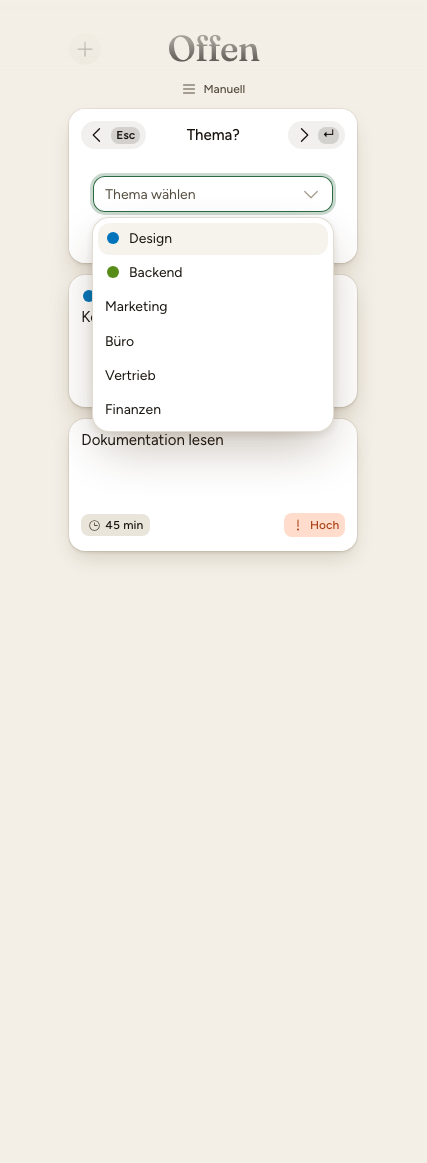 Offen
Manuell
Esc
Thema?
Thema wählen
Design
Backend
Marketing
Büro
Vertrieb
Finanzen
Dokumentation lesen
45 min
! Hoch